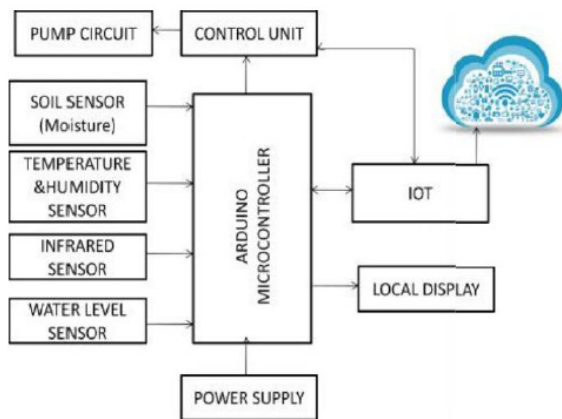 PUMP CIRCUIT
CONTROL UNIT
SOIL SENSOR
(Moisture)
TEMPERATURE
&HUMIDITY
SENSOR
INFRARED
SENSOR
WATER LEVEL
SENSOR
ARDUINO
MICROCONTROLLER
IOT
LOCAL DISPLAY
POWER SUPPLY